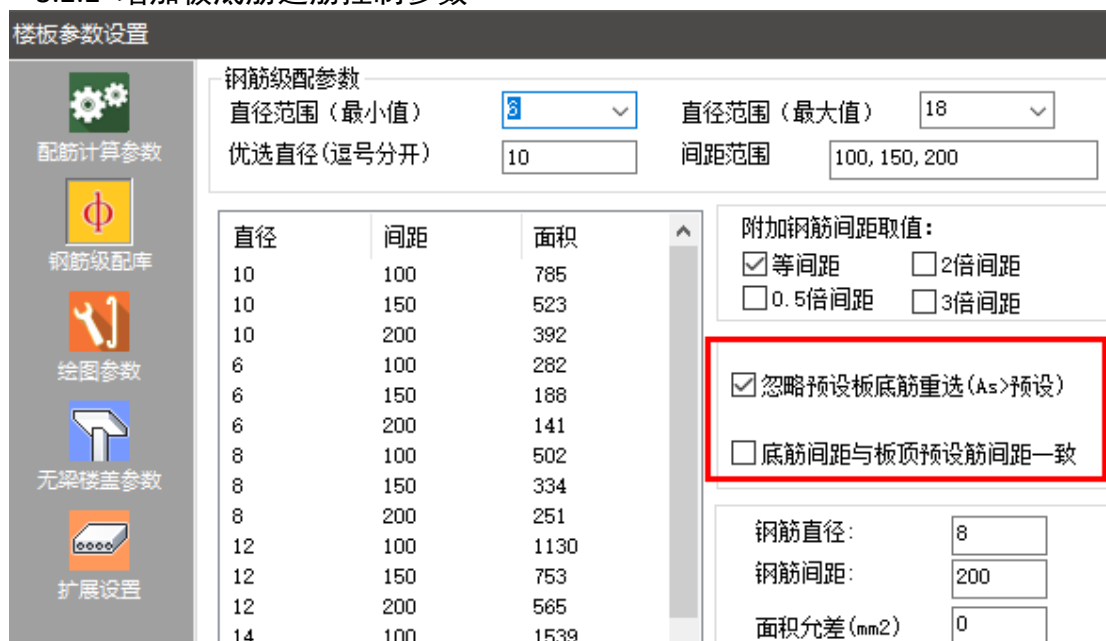 楼板参数设置
配筋计算参数
钢筋级配库
绘图参数
无梁楼盖参数
扩展设置
钢筋级配参数
直径范围（最小值） 6 直径范围（最大值） 18
优选直径(逗号分开) 10 间距范围 100,150,200
直径 间距 面积
10 100 785
10 150 523
10 200 392
6 100 282
6 150 188
6 200 141
8 100 502
8 150 334
8 200 251
12 100 1130
12 150 753
12 200 565
14 100 1539
附加钢筋间距取值:
等间距 2倍间距
0.5倍间距 3倍间距
忽略预设板底筋重选(As>预设)
底筋间距与板顶预设筋间距一致
钢筋直径: 8
钢筋间距: 200
面积允差(mm2) 0